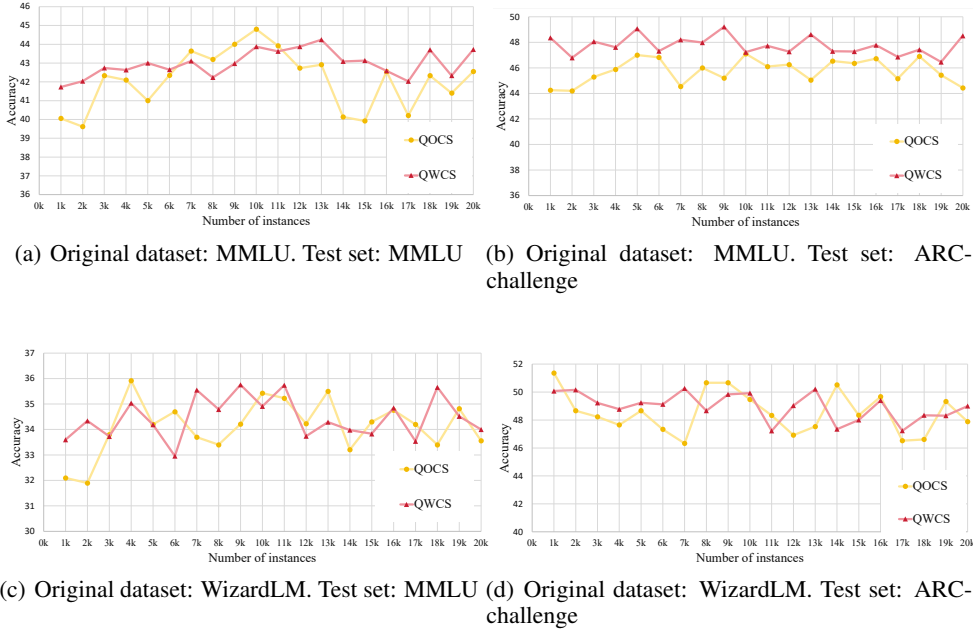 46
45
44
43
42
41
40
39
38
37
36
Accuracy
QOCS
QWCS
0k 1k 2k 3k 4k 5k 6k 7k 8k 9k 10k 11k 12k 13k 14k 15k 16k 17k 18k 19k 20k
Number of instances
(a) Original dataset: MMLU. Test set: MMLU
50
48
46
44
42
40
38
36
Accuracy
QOCS
QWCS
1k 2k 3k 4k 5k 6k 7k 8k 9k 10k 11k 12k 13k 14k 15k 16k 17k 18k 19k 20k
Number of instances
(b) Original dataset: MMLU. Test set: ARC-
challenge
37
36
35
34
33
32
31
30
Accuracy
QOCS
QWCS
0k 1k 2k 3k 4k 5k 6k 7k 8k 9k 10k 11k 12k 13k 14k 15k 16k 17k 18k 19k 20k
Number of instances
(c) Original dataset: WizardLM. Test set: MMLU
52
50
48
46
44
42
40
Accuracy
QOCS
QWCS
0k 1k 2k 3k 4k 5k 6k 7k 8k 9k 10k 11k 12k 13k 14k 15k 16k 17k 18k 19k 20k
Number of instances
(d) Original dataset: WizardLM. Test set: ARC-
challenge